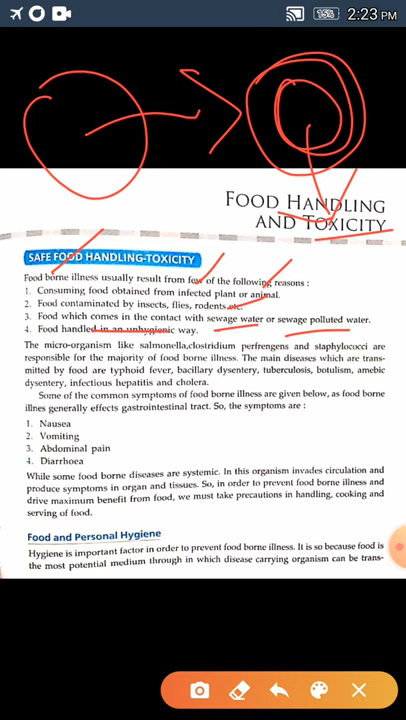 15% 2:23 PM
FOOD HANDLING
AND TOXICITY
SAFE FOOD HANDLING-TOXICITY
Food borne illness usually result from few of the following reasons :
1. Consuming food obtained from infected plant or animal.
2. Food contaminated by insects, flies, rodents etc.
3. Food which comes in the contact with sewage water or sewage polluted water.
4. Food handled in an unhygienic way.
The micro-organism like salmonella,clostridium perfrengens and staphylococci are
responsible for the majority of food borne illness. The main diseases which are trans-
mitted by food are typhoid fever, bacillary dysentery, tuberculosis, botulism, amebic
dysentery, infectious hepatitis and cholera.
Some of the common symptoms of food borne illness are given below, as food borne
illnes generally effects gastrointestinal tract. So, the symptoms are :
1. Nausea
2. Vomiting
3. Abdominal pain
4. Diarrhoea
While some food borne diseases are systemic. In this organism invades circulation and
produce symptoms in organ and tissues. So, in order to prevent food borne illness and
drive maximum benefit from food, we must take precautions in handling, cooking and
serving of food.
Food and Personal Hygiene
Hygiene is important factor in order to prevent food borne illness. It is so because food is
the most potential medium through in which disease carrying organism can be trans-